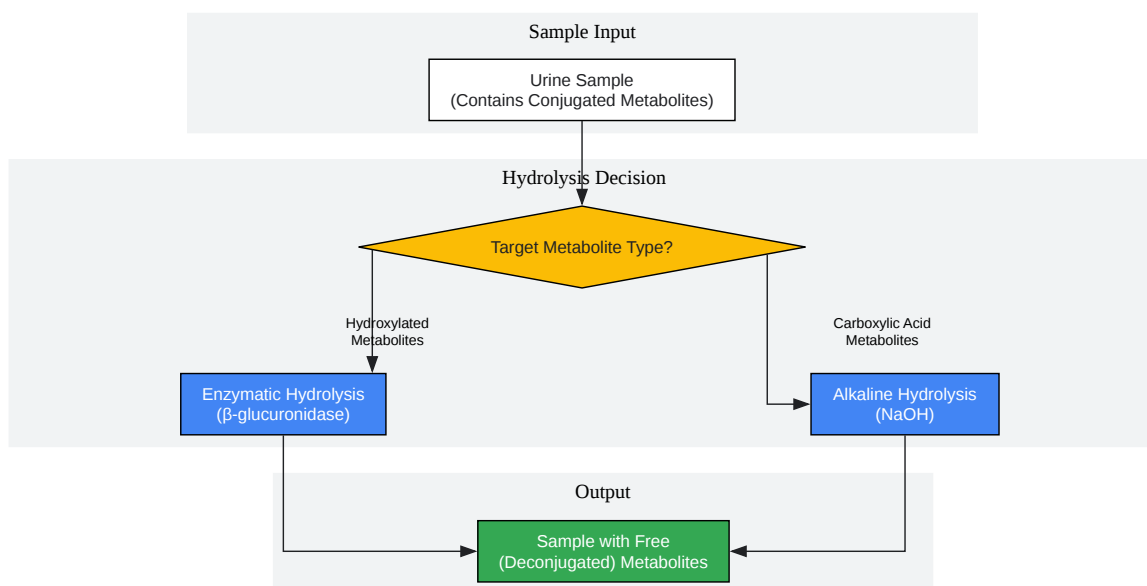 Sample Input
Urine Sample
(Contains Conjugated Metabolites)
Hydrolysis Decision
Target Metabolite Type?
Hydroxylated
Metabolites
Carboxylic Acid
Metabolites
Enzymatic Hydrolysis
(β-glucuronidase)
Alkaline Hydrolysis
(NaOH)
Output
Sample with Free
(Deconjugated) Metabolites